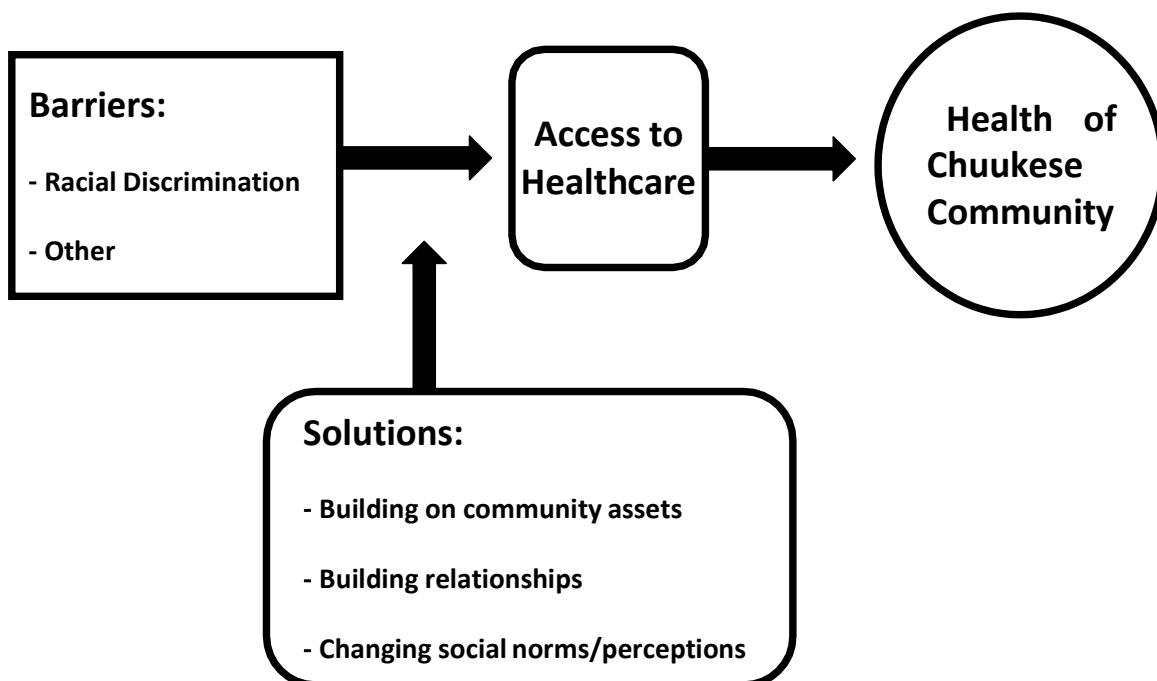 Barriers:
- Racial Discrimination
- Other
Access to
Healthcare
Health of
Chuukese
Community
Solutions:
- Building on community assets
- Building relationships
- Changing social norms/perceptions